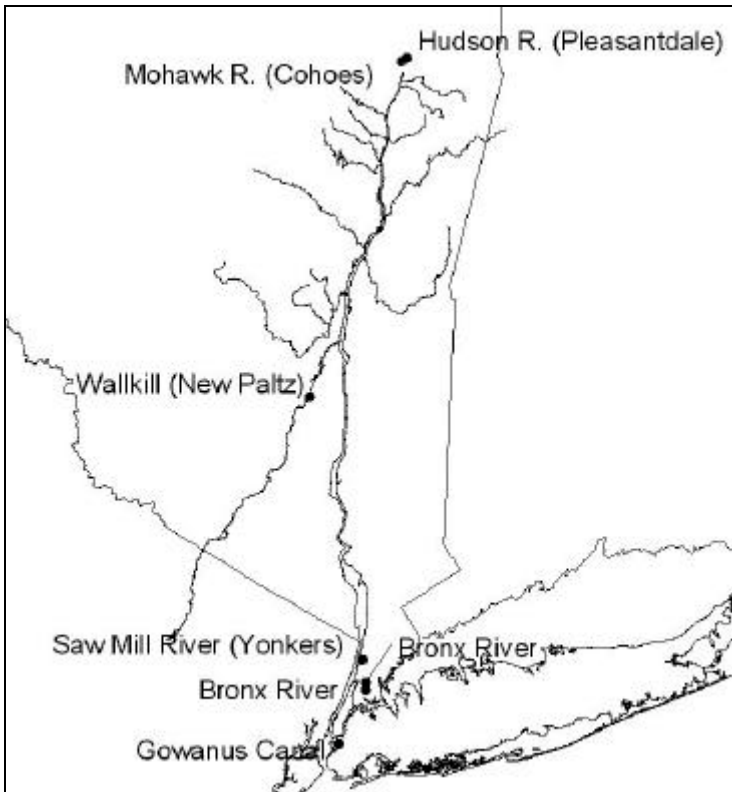 Hudson R. (Pleasantdale)
Mohawk R. (Cohoes)
Wallkill (New Paltz)
Saw Mill River (Yonkers)
Bronx River
Bronx River
Gowanus Canal